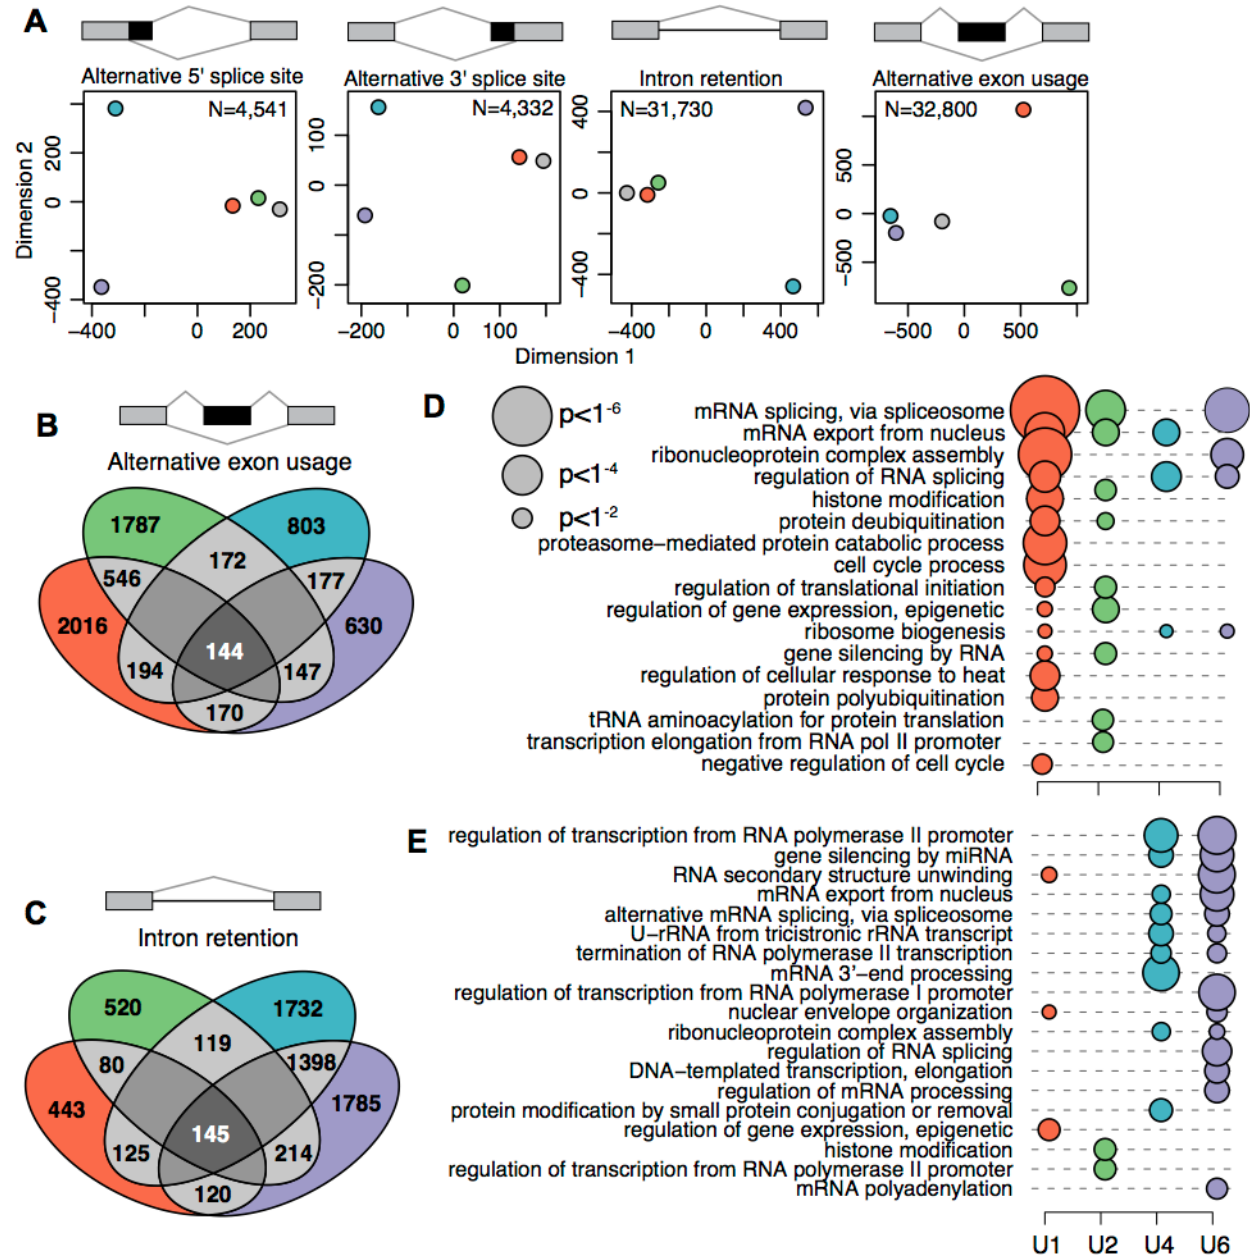 A
Alternative 5' splice site
Alternative 3' splice site
Intron retention
Alternative exon usage
N=4,541
N=4,332
N=31,730
N=32,800
Dimension 2
200
0
−400
−400
0
200
100
0
−200
−200
0
100
400
0
−400
−400
0
400
500
0
−500
−500
0
500
Dimension 1
B
Alternative exon usage
1787
803
172
546
177
2016
630
144
194
147
170
C
Intron retention
520
1732
119
80
1398
443
1785
145
125
214
120
D
p<1-6
p<1-4
p<1-2
mRNA splicing, via spliceosome
mRNA export from nucleus
ribonucleoprotein complex assembly
regulation of RNA splicing
histone modification
protein deubiquitination
proteasome−mediated protein catabolic process
cell cycle process
regulation of translational initiation
regulation of gene expression, epigenetic
ribosome biogenesis
gene silencing by RNA
regulation of cellular response to heat
protein polyubiquitination
tRNA aminoacylation for protein translation
transcription elongation from RNA pol II promoter
negative regulation of cell cycle
E
regulation of transcription from RNA polymerase II promoter
gene silencing by miRNA
RNA secondary structure unwinding
mRNA export from nucleus
alternative mRNA splicing, via spliceosome
U−rRNA from tricistronic rRNA transcript
termination of RNA polymerase II transcription
mRNA 3'−end processing
regulation of transcription from RNA polymerase I promoter
nuclear envelope organization
ribonucleoprotein complex assembly
regulation of RNA splicing
DNA−templated transcription, elongation
regulation of mRNA processing
protein modification by small protein conjugation or removal
regulation of gene expression, epigenetic
histone modification
regulation of transcription from RNA polymerase II promoter
mRNA polyadenylation
U1 U2 U4 U6